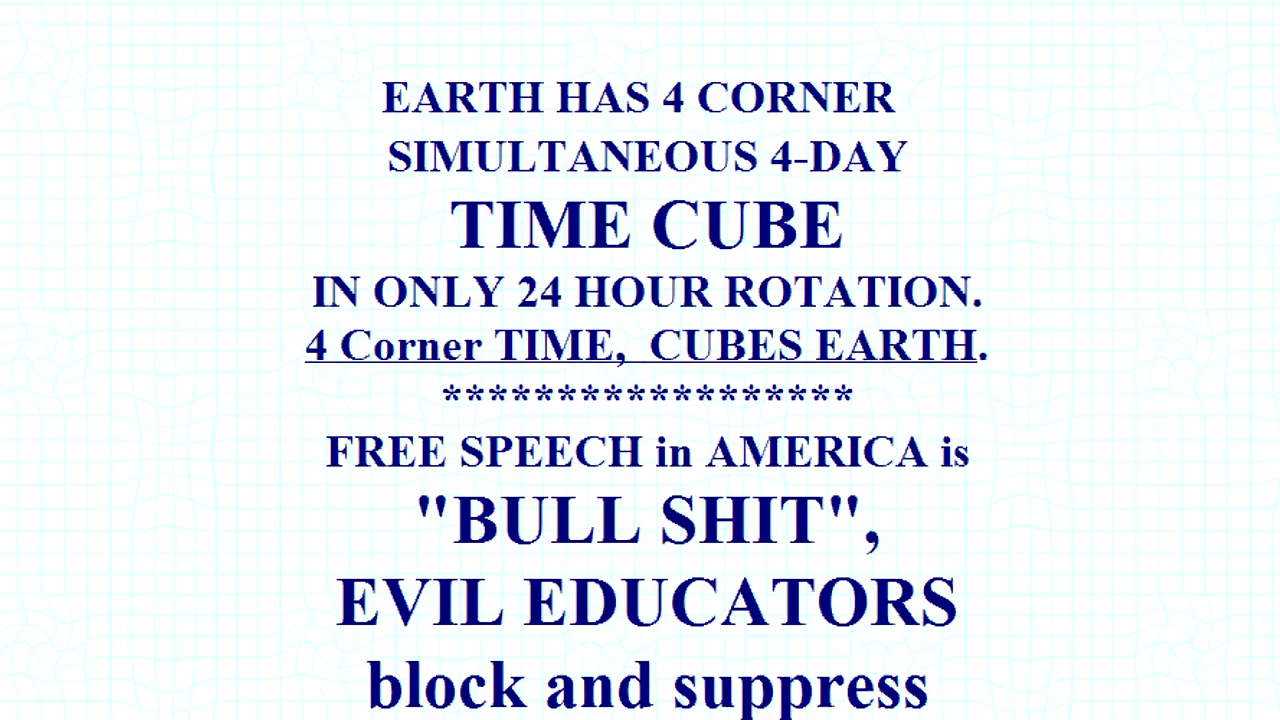 EARTH HAS 4 CORNER
SIMULTANEOUS 4-DAY
TIME CUBE
IN ONLY 24 HOUR ROTATION.
4 Corner TIME,  CUBES EARTH.
******************
FREE SPEECH in AMERICA is
"BULL SHIT",
EVIL EDUCATORS
block and suppress